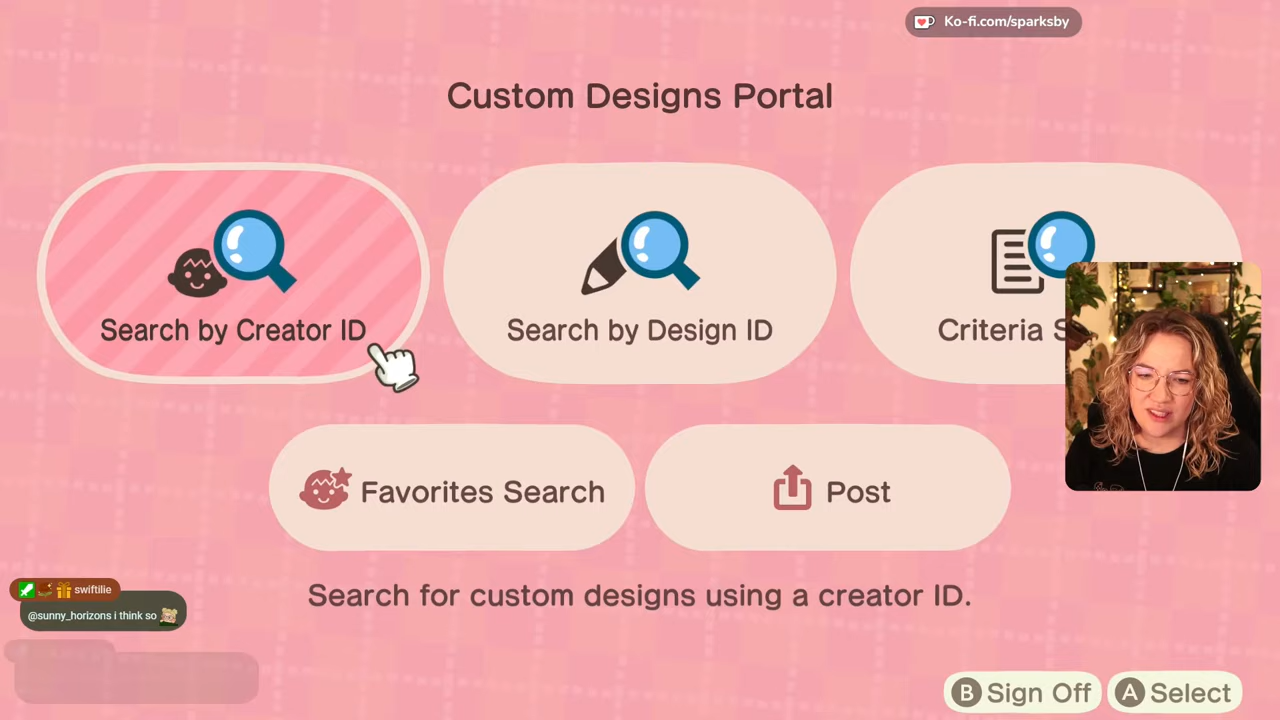 Ko-fi.com/sparksby
Custom Designs Portal
Search by Creator ID
Search by Design ID
Criteria S
Favorites Search
Post
Search for custom designs using a creator ID.
swiftilie
@sunny_horizons i think so
B Sign Off
A Select